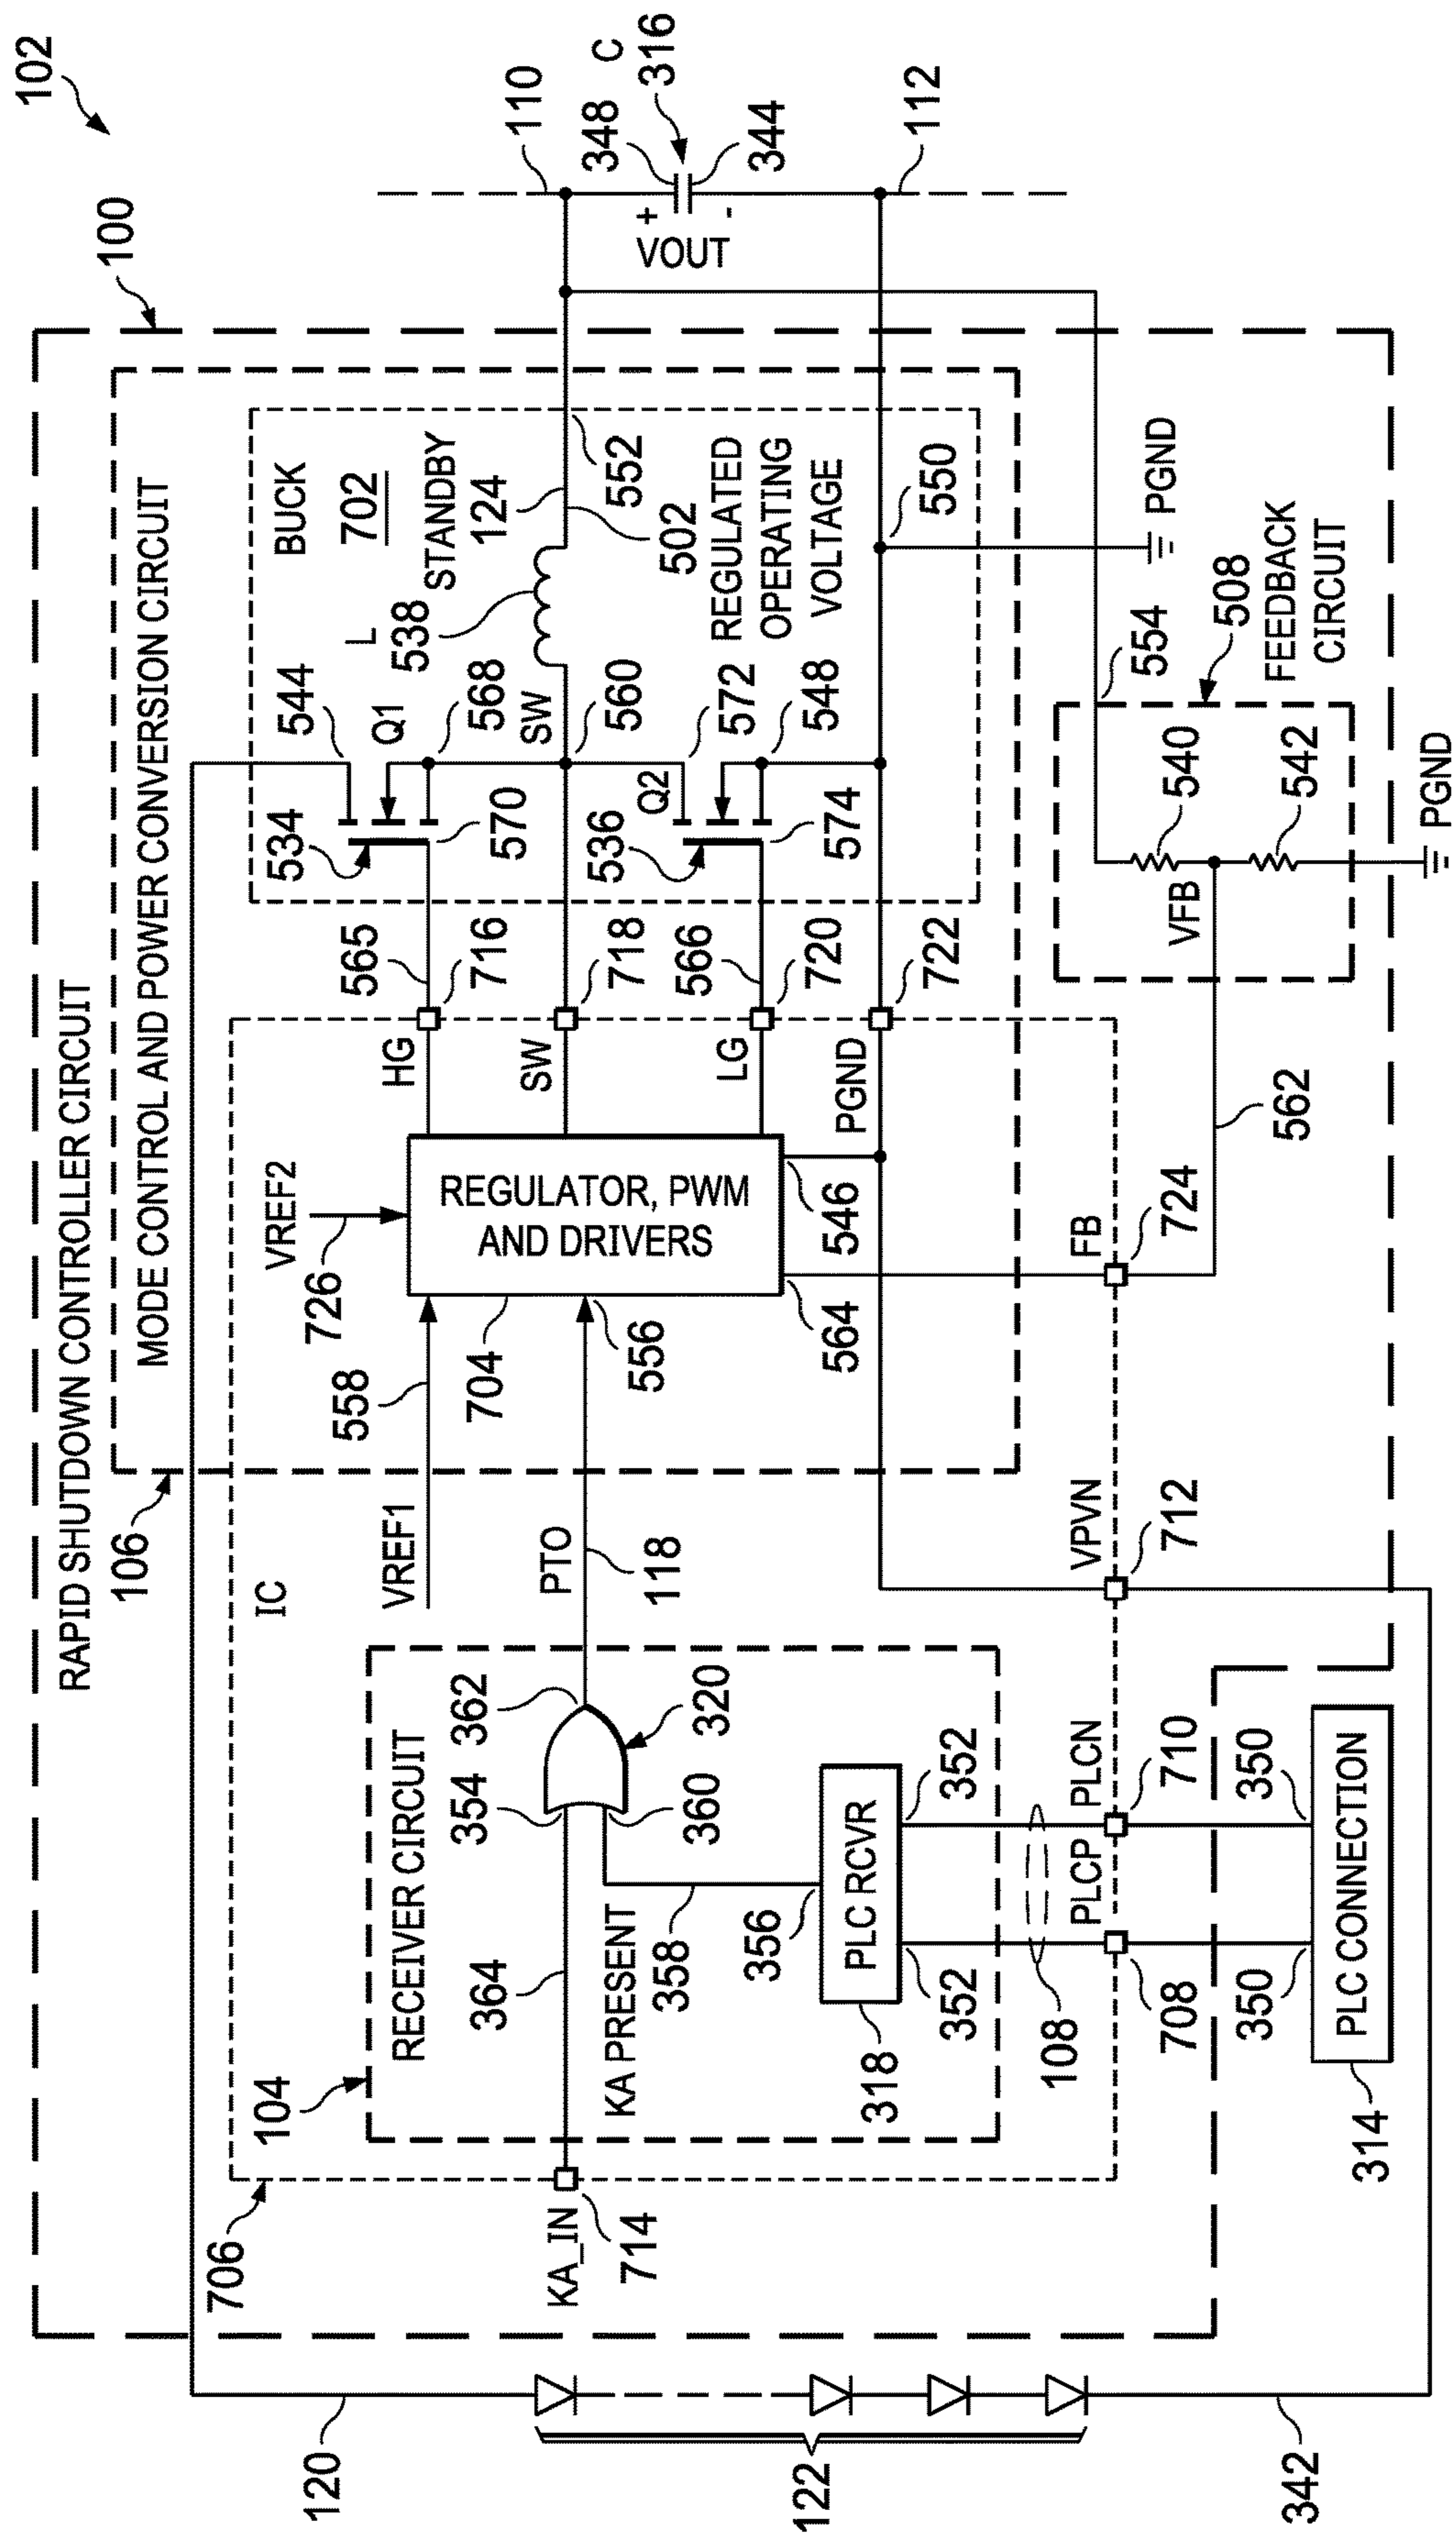 102
100
RAPID SHUTDOWN CONTROLLER CIRCUIT
106
MODE CONTROL AND POWER CONVERSION CIRCUIT
BUCK
702
STANDBY
124
552
502
REGULATED
OPERATING
VOLTAGE
550
PGND
L
538
544
Q1
568
SW
560
572
548
534
570
Q2
536
574
110
C
316
348
344
+
-
VOUT
112
565
716
718
566
720
722
HG
SW
LG
PGND
VREF2
726
REGULATOR, PWM
AND DRIVERS
546
564
FB
724
562
558
704
556
554
508
FEEDBACK
CIRCUIT
540
542
VFB
PGND
IC
VREF1
PTO
118
VPVN
712
104
RECEIVER CIRCUIT
354
362
320
360
364
KA PRESENT
358
356
PLC RCVR
352
352
318
108
PLCP
PLCN
708
710
350
350
PLC CONNECTION
314
706
KA_IN
714
120
122
342